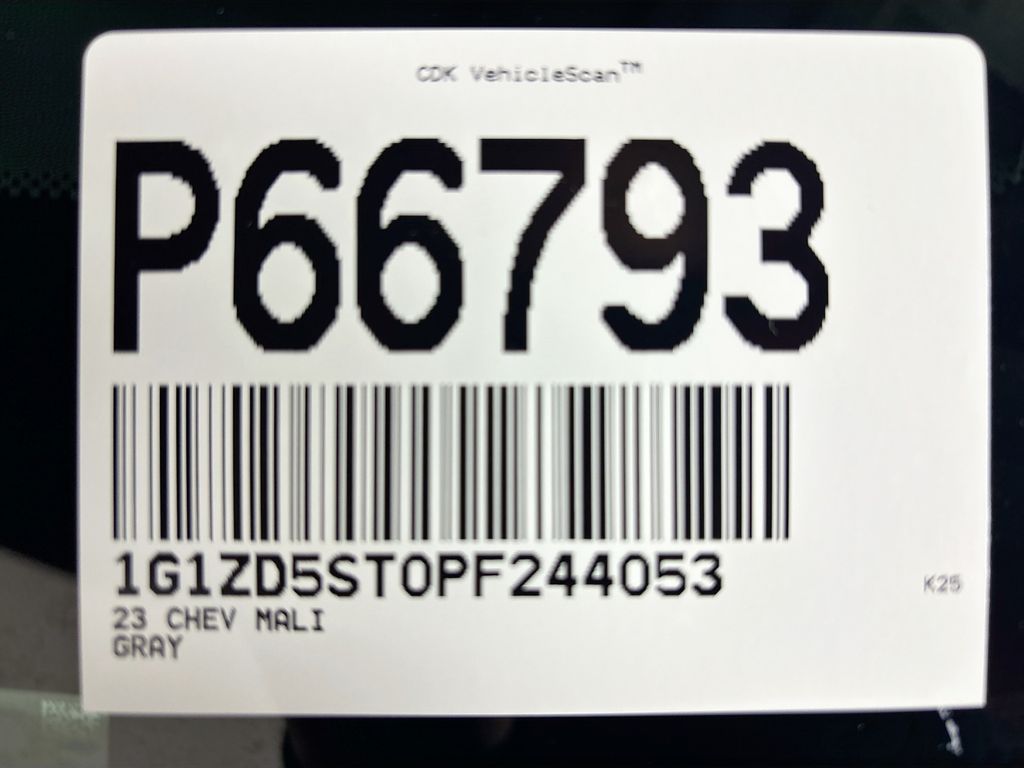 CDK VehicleScan™
P66793
1G1ZD5ST0PF244053
K25
23 CHEV MALI
GRAY